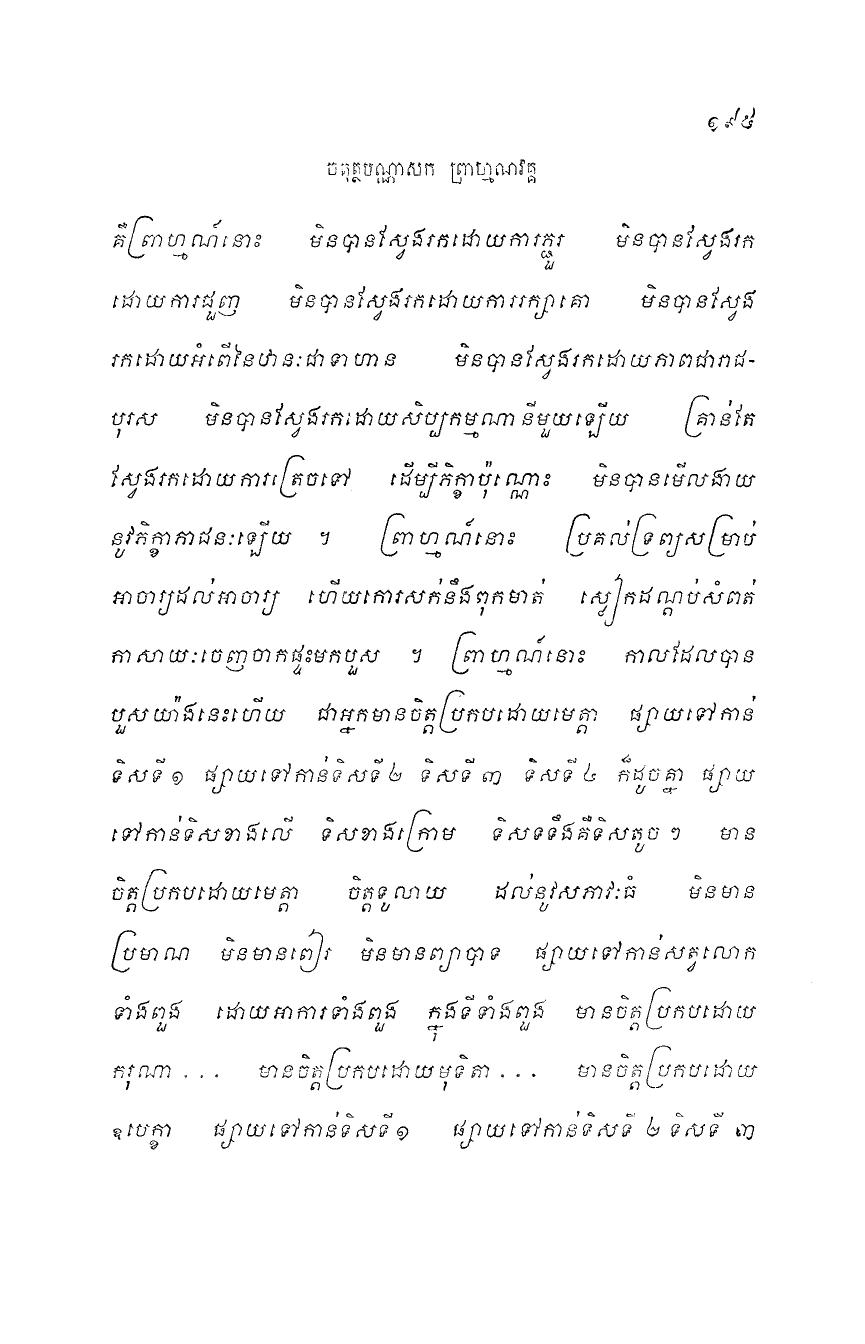 ១៩៥
ចតុត្ថបណ្ណាសក ព្រាហ្មណវគ្គ
គឺព្រាហ្មណ៍នោះ មិនបានស្វែងរកដោយការភ្ជួរ មិនបានស្វែងរក
ដោយការជួញ មិនបានស្វែងរកដោយការរក្សាគោ មិនបានស្វែង
រកដោយអំពើនៃឋានៈជាទាហាន មិនបានស្វែងរកដោយភាពជារាជ-
បុរស មិនបានស្វែងរកដោយសិប្បកម្មណានីមួយឡើយ គ្រាន់តែ
ស្វែងរកដោយការត្រេចទៅ ដើម្បីភិក្ខាប៉ុណ្ណោះ មិនបានមើលងាយ
នូវភិក្ខាភាជនៈឡើយ ។ ព្រាហ្មណ៍នោះ ប្រគល់ទ្រព្យសម្រាប់
អាចារ្យដល់អាចារ្យ ហើយកោរសក់នឹងពុកមាត់ ស្លៀកដណ្តប់សំពត់
កាសាយៈចេញចាកផ្ទះមកបួស ។ ព្រាហ្មណ៍នោះ កាលដែលបាន
បួសយ៉ាងនេះហើយ ជាអ្នកមានចិត្តប្រកបដោយមេត្តា ផ្សាយទៅកាន់
ទិសទី១ ផ្សាយទៅកាន់ទិសទី២ ទិសទី៣ ទិសទី៤ ក៏ដូចគ្នា ផ្សាយ
ទៅកាន់ទិសខាងលើ ទិសខាងក្រោម ទិសទទឹងគឺទិសតូចៗ មាន
ចិត្តប្រកបដោយមេត្តា ចិត្តទូលាយ ដល់នូវសភាវៈធំ មិនមាន
ប្រមាណ មិនមានពៀរ មិនមានព្យាបាទ ផ្សាយទៅកាន់សត្វលោក
ទាំងពួង ដោយអាការទាំងពួង ក្នុងទីទាំងពួង មានចិត្តប្រកបដោយ
ករុណា ... មានចិត្តប្រកបដោយមុទិតា ... មានចិត្តប្រកបដោយ
ឧបេក្ខា ផ្សាយទៅកាន់ទិសទី១ ផ្សាយទៅកាន់ទិសទី ២ ទិសទី ៣